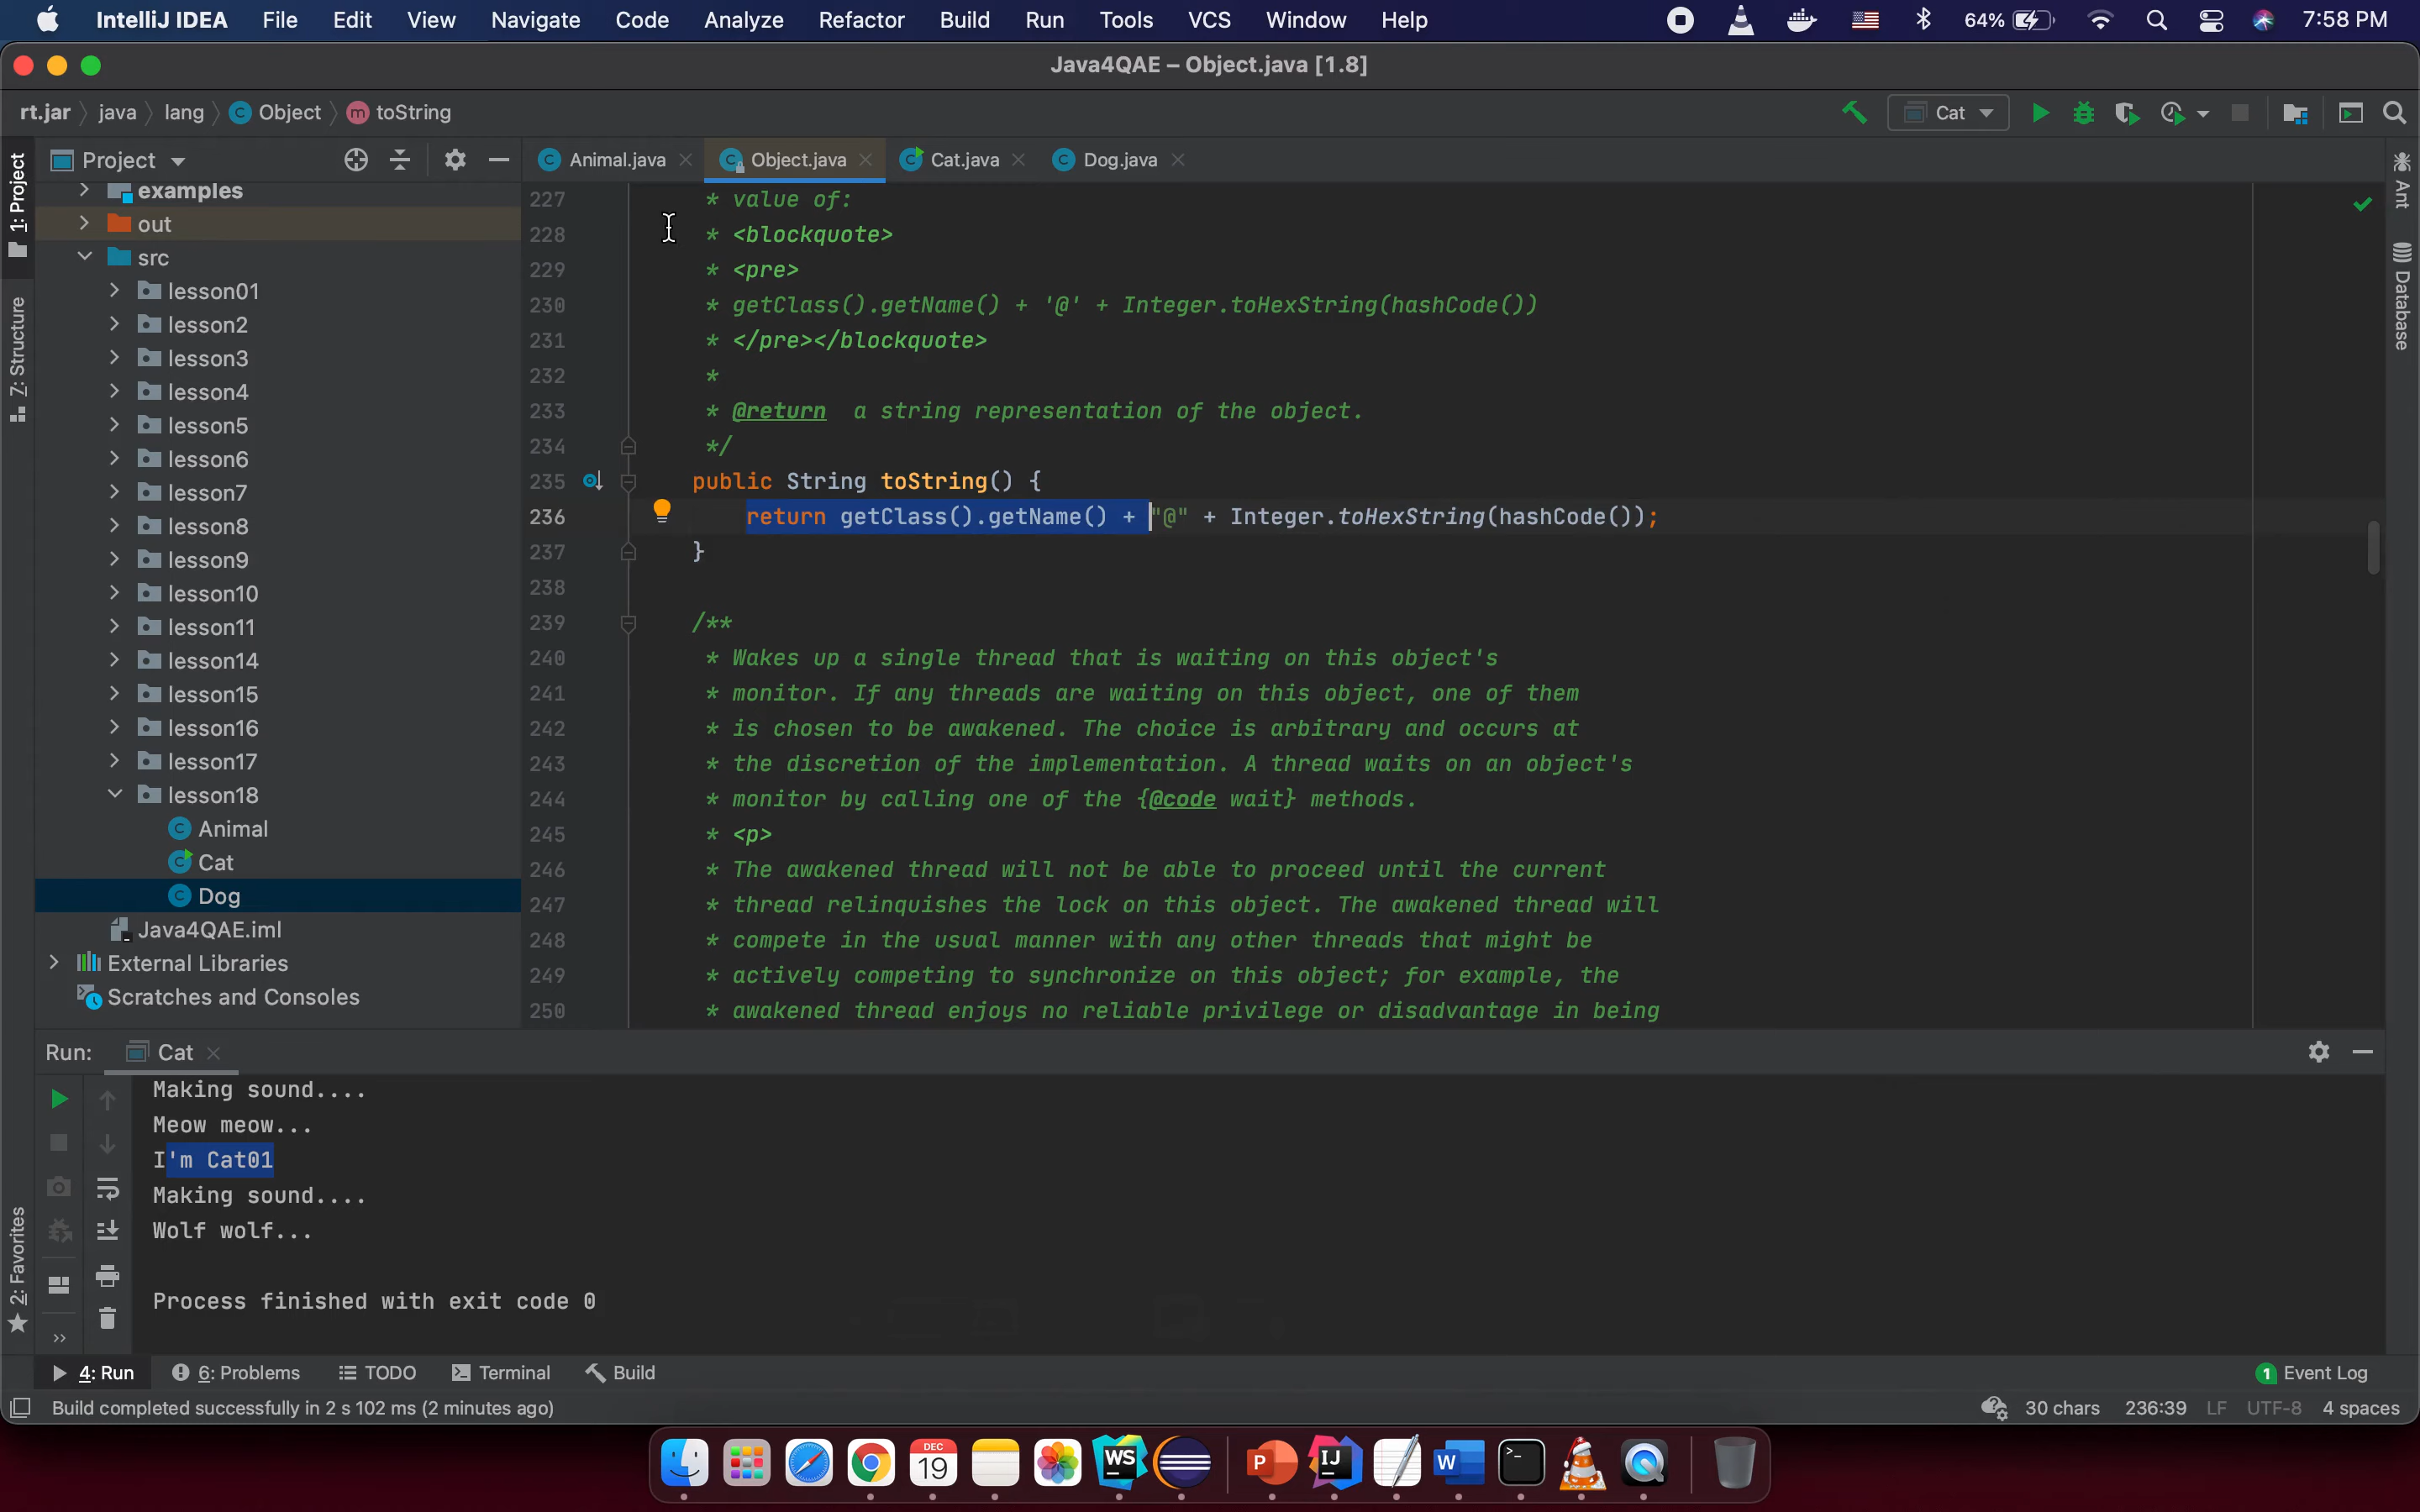 IntelliJ IDEA File Edit View Navigate Code Analyze Refactor Build Run Tools VCS Window Help 64% 7:58 PM
Java4QAE – Object.java [1.8]
rt.jar java lang Object toString Cat
Project Animal.java Object.java Cat.java Dog.java
1: Project
7: Structure
2: Favorites
Ant
Database
examples
out
src
lesson01
lesson2
lesson3
lesson4
lesson5
lesson6
lesson7
lesson8
lesson9
lesson10
lesson11
lesson14
lesson15
lesson16
lesson17
lesson18
Animal
Cat
Dog
Java4QAE.iml
External Libraries
Scratches and Consoles
227 * value of:
228 * <blockquote>
229 * <pre>
230 * getClass().getName() + '@' + Integer.toHexString(hashCode())
231 * </pre></blockquote>
232 *
233 * @return a string representation of the object.
234 */
235 public String toString() {
236 return getClass().getName() + "@" + Integer.toHexString(hashCode());
237 }
238
239 /**
240 * Wakes up a single thread that is waiting on this object's
241 * monitor. If any threads are waiting on this object, one of them
242 * is chosen to be awakened. The choice is arbitrary and occurs at
243 * the discretion of the implementation. A thread waits on an object's
244 * monitor by calling one of the {@code wait} methods.
245 * <p>
246 * The awakened thread will not be able to proceed until the current
247 * thread relinquishes the lock on this object. The awakened thread will
248 * compete in the usual manner with any other threads that might be
249 * actively competing to synchronize on this object; for example, the
250 * awakened thread enjoys no reliable privilege or disadvantage in being
Run: Cat
Making sound....
Meow meow...
I'm Cat01
Making sound....
Wolf wolf...
Process finished with exit code 0
4: Run 6: Problems TODO Terminal Build 1 Event Log
Build completed successfully in 2 s 102 ms (2 minutes ago) 30 chars 236:39 LF UTF-8 4 spaces
DEC
19
WS
P
IJ
W